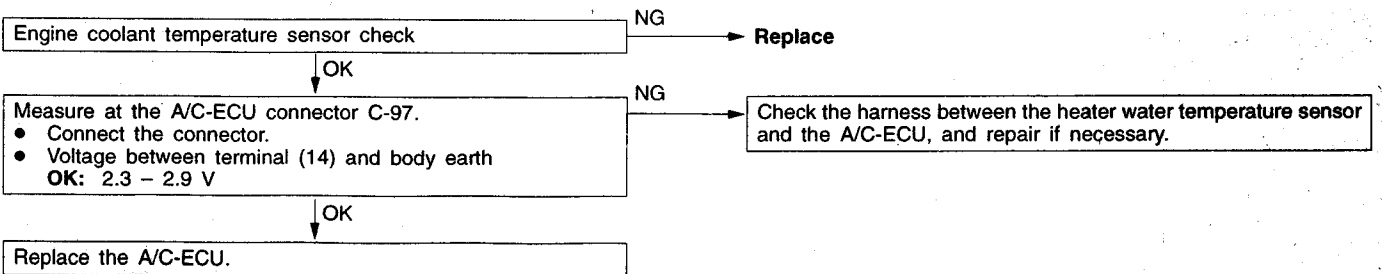 Engine coolant temperature sensor check
NG
Replace
OK
Measure at the A/C-ECU connector C-97.
● Connect the connector.
● Voltage between terminal (14) and body earth
OK: 2.3 – 2.9 V
NG
Check the harness between the heater water temperature sensor
and the A/C-ECU, and repair if necessary.
OK
Replace the A/C-ECU.